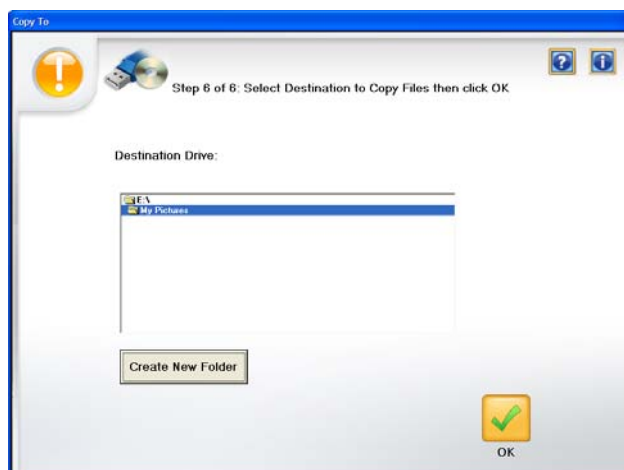 Copy To
Step 6 of 6: Select Destination to Copy Files then click OK
Destination Drive:
E:\
My Pictures
Create New Folder
OK